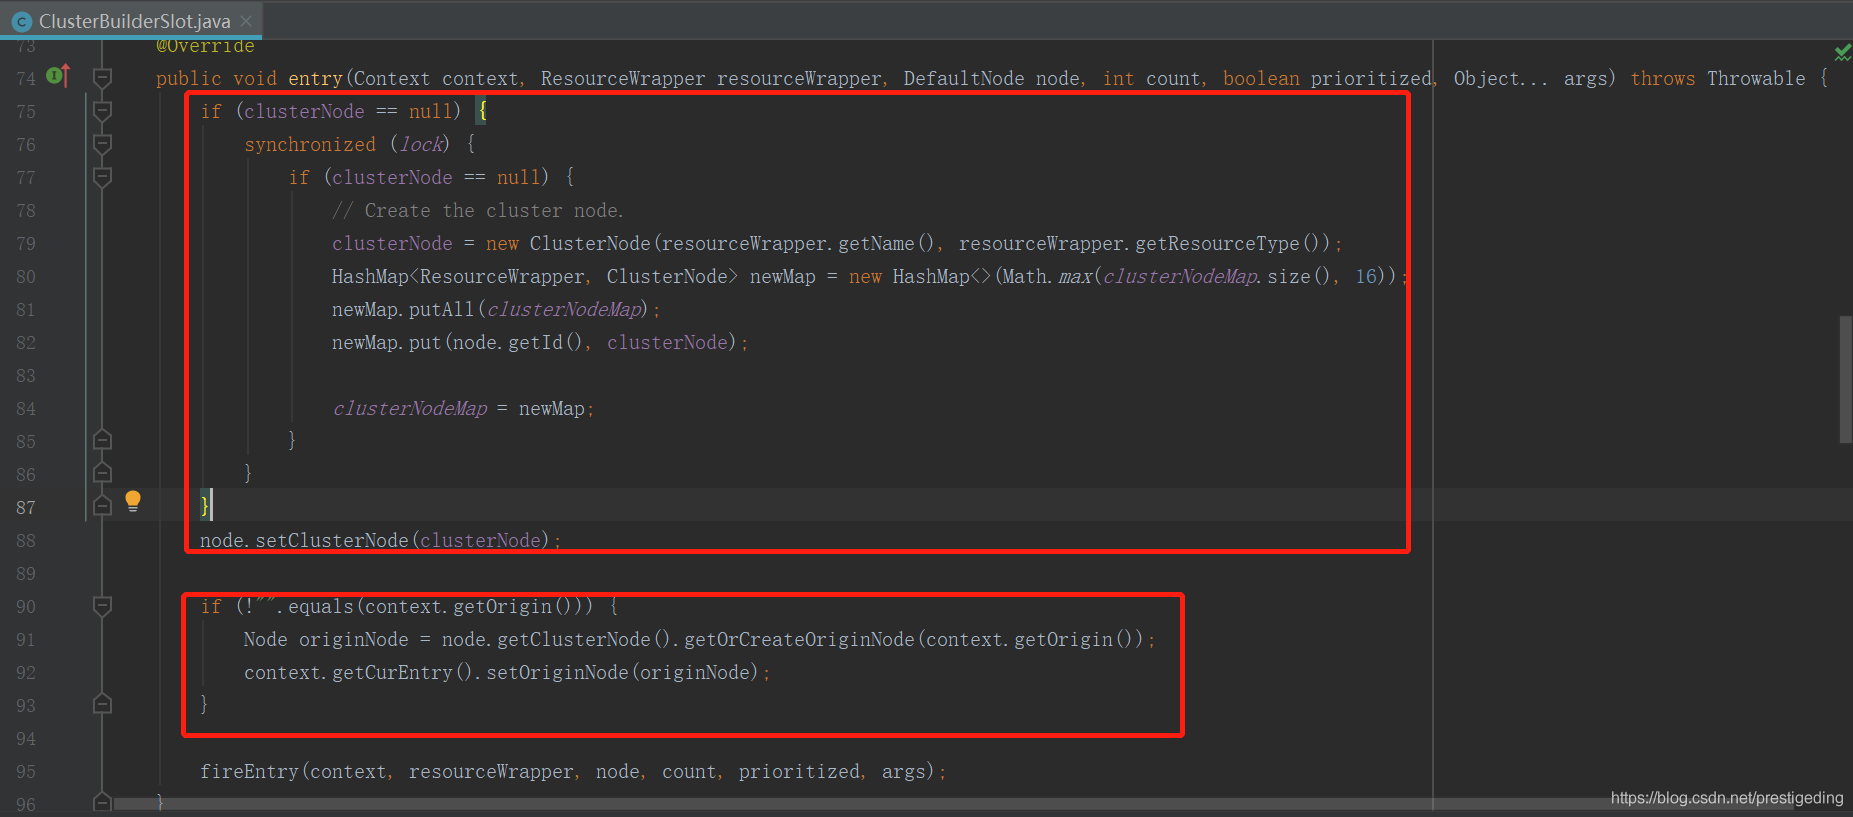 ClusterBuilderSlot.java
73 @Override
74 public void entry(Context context, ResourceWrapper resourceWrapper, DefaultNode node, int count, boolean prioritized, Object... args) throws Throwable {
75 if (clusterNode == null) {
76 synchronized (lock) {
77 if (clusterNode == null) {
78 // Create the cluster node.
79 clusterNode = new ClusterNode(resourceWrapper.getName(), resourceWrapper.getResourceType());
80 HashMap<ResourceWrapper, ClusterNode> newMap = new HashMap<>(Math.max(clusterNodeMap.size(), 16));
81 newMap.putAll(clusterNodeMap);
82 newMap.put(node.getId(), clusterNode);
83
84 clusterNodeMap = newMap;
85 }
86 }
87 }
88 node.setClusterNode(clusterNode);
89
90 if (!"".equals(context.getOrigin())) {
91 Node originNode = node.getClusterNode().getOrCreateOriginNode(context.getOrigin());
92 context.getCurEntry().setOriginNode(originNode);
93 }
94
95 fireEntry(context, resourceWrapper, node, count, prioritized, args);
96 }
https://blog.csdn.net/prestigeding